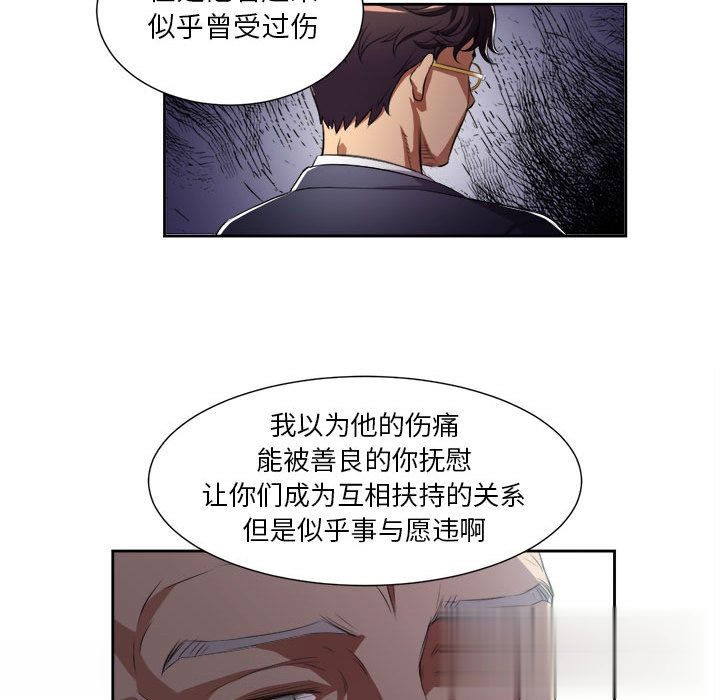 似乎曾受过伤
我以为他的伤痛
能被善良的你抚慰
让你们成为互相扶持的关系
但是似乎事与愿违啊